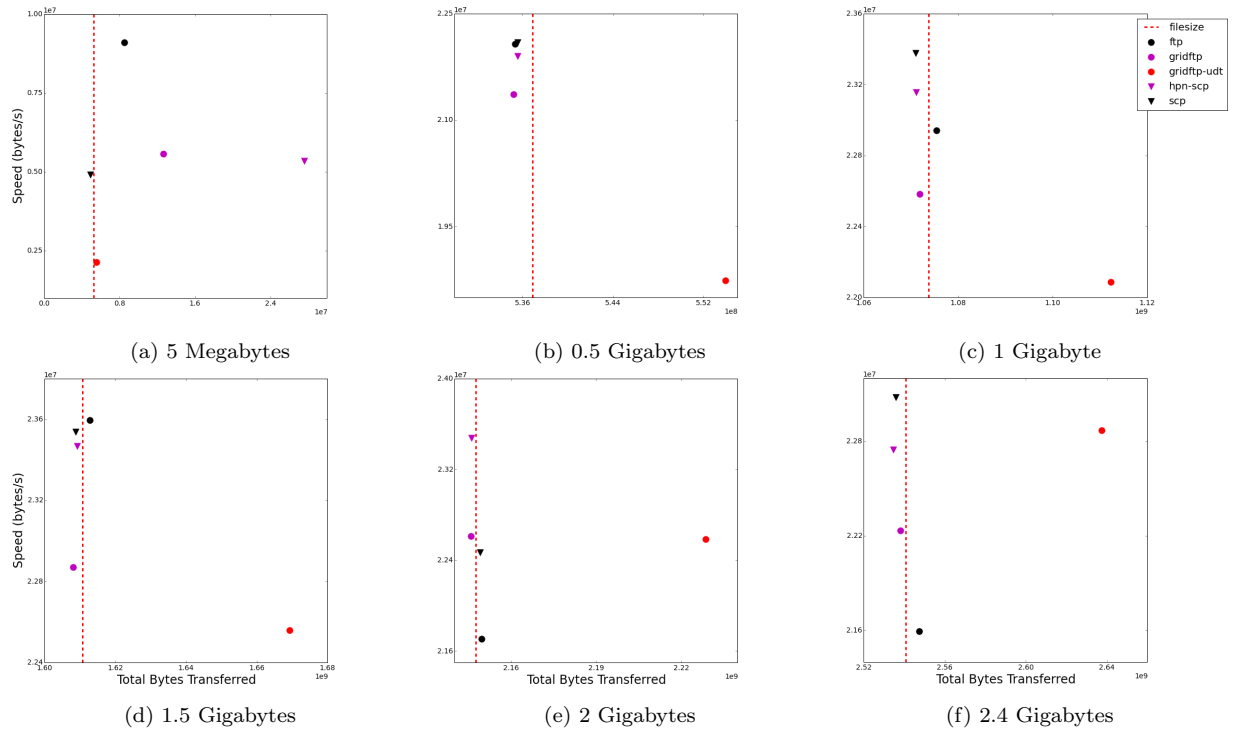 1e7
1.00
0.75
0.50
0.25
0.0
0.8
1.6
2.4
1e7
Speed (bytes/s)
(a) 5 Megabytes
1e7
2.25
2.10
1.95
5.36
5.44
5.52
1e8
(b) 0.5 Gigabytes
1e7
2.36
2.32
2.28
2.24
2.20
1.06
1.08
1.10
1.12
1e9
filesize
ftp
gridftp
gridftp-udt
hpn-scp
scp
(c) 1 Gigabyte
1e7
2.36
2.32
2.28
2.24
1.60
1.62
1.64
1.66
1.68
1e9
Speed (bytes/s)
Total Bytes Transferred
(d) 1.5 Gigabytes
1e7
2.40
2.32
2.24
2.16
2.16
2.19
2.22
1e9
Total Bytes Transferred
(e) 2 Gigabytes
1e7
2.28
2.22
2.16
2.52
2.56
2.60
2.64
1e9
Total Bytes Transferred
(f) 2.4 Gigabytes